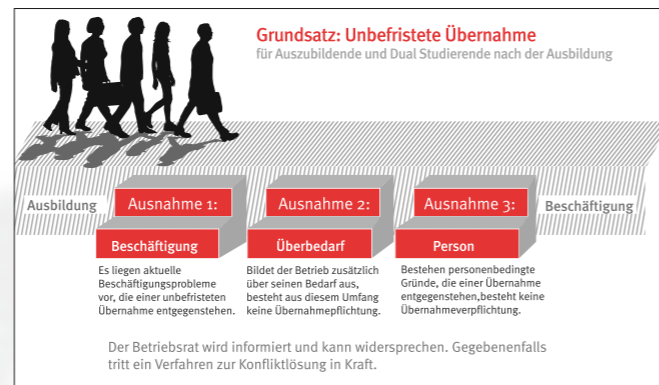 Grundsatz: Unbefristete Übernahme
für Auszubildende und Dual Studierende nach der Ausbildung
Ausbildung
Ausnahme 1:
Beschäftigung
Es liegen aktuelle
Beschäftigungsprobleme
vor, die einer unbefristeten
Übernahme entgegenstehen.
Ausnahme 2:
Überbedarf
Bildet der Betrieb zusätzlich
über seinen Bedarf aus,
besteht aus diesem Umfang
keine Übernahmepflichtung.
Ausnahme 3:
Person
Bestehen personenbedingte
Gründe, die einer Übernahme
entgegenstehen,besteht keine
Übernahmeverpflichtung.
Beschäftigung
Der Betriebsrat wird informiert und kann widersprechen. Gegebenenfalls
tritt ein Verfahren zur Konfliktlösung in Kraft.